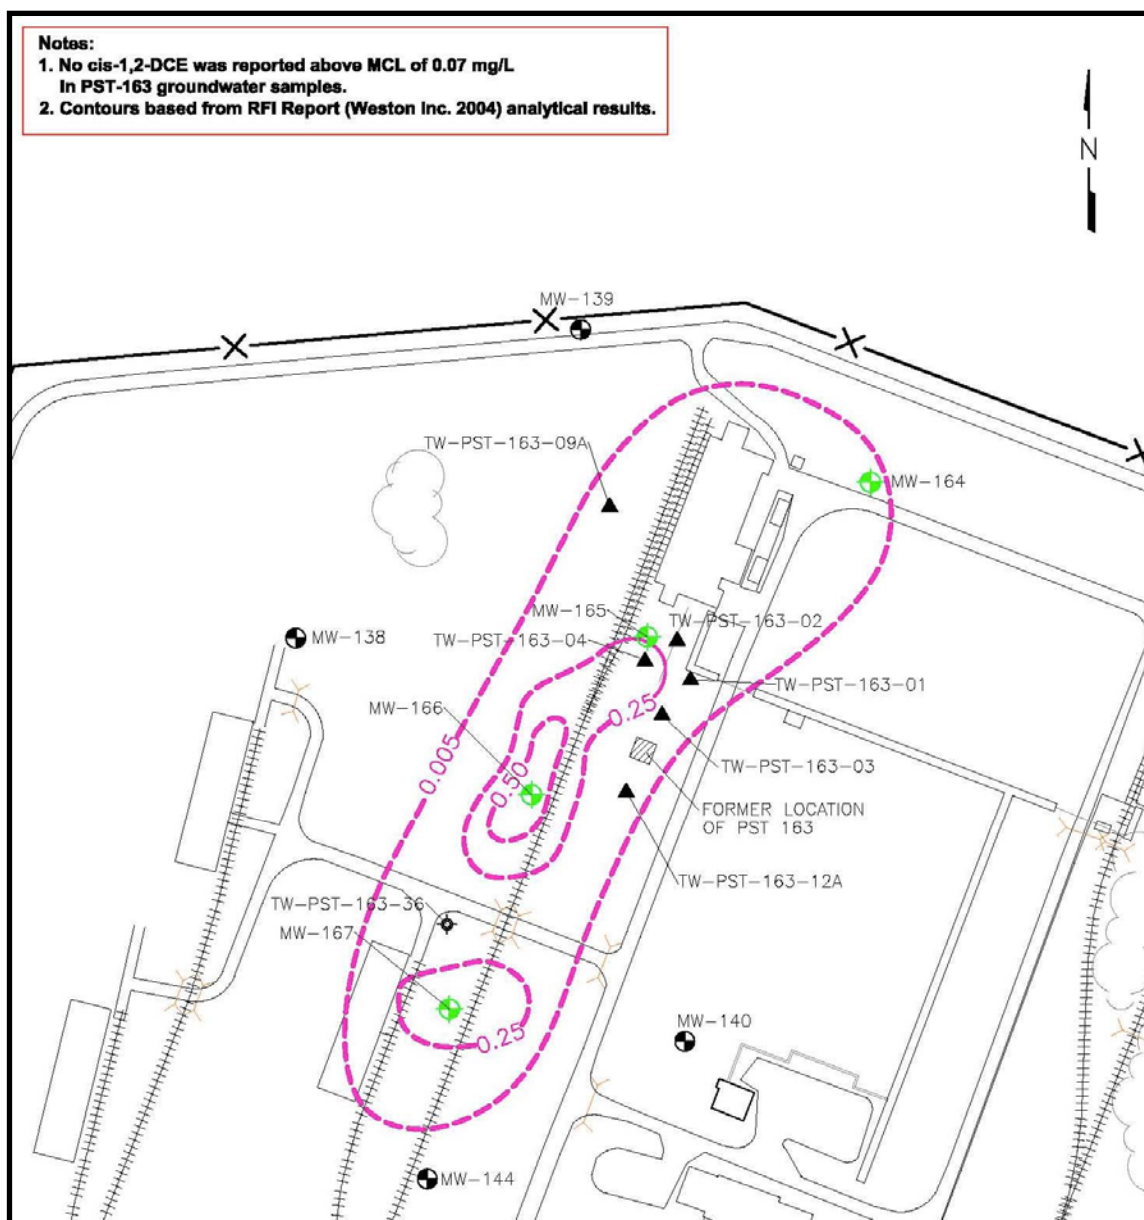 Notes:
1. No cis-1,2-DCE was reported above MCL of 0.07 mg/L
In PST-163 groundwater samples.
2. Contours based from RFI Report (Weston Inc. 2004) analytical results.
N
MW-139
TW-PST-163-09A
MW-164
MW-165
TW-PST-163-02
MW-138
TW-PST-163-04
TW-PST-163-01
MW-166
0.25
0.005
0.50
TW-PST-163-03
FORMER LOCATION
OF PST 163
TW-PST-163-12A
TW-PST-163-36
MW-167
0.25
MW-140
MW-144